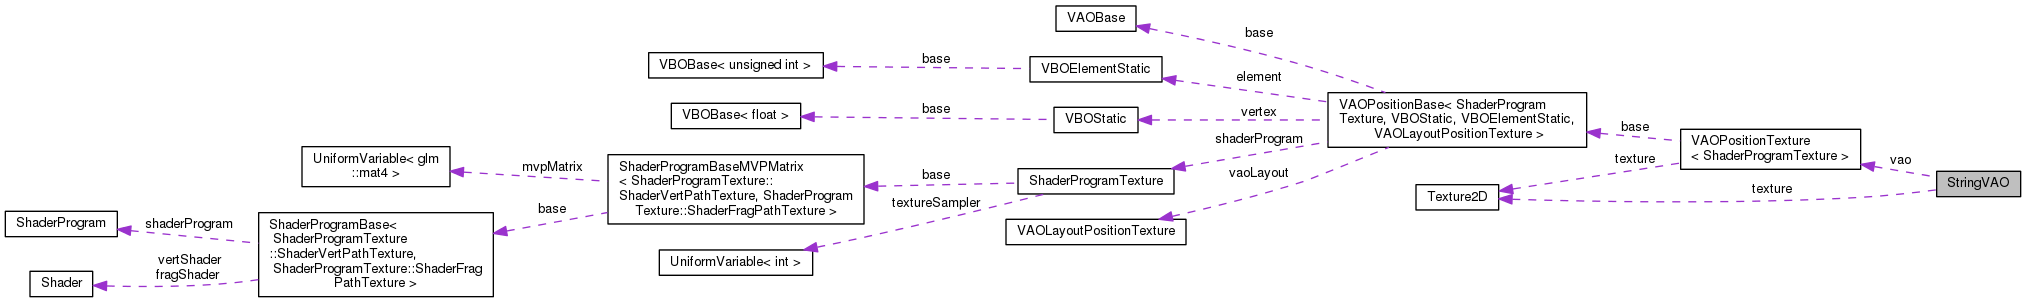 VAOBase
base
VBOBase< unsigned int >
base
VBOElementStatic
element
VBOBase< float >
base
VBOStatic
vertex
VAOPositionBase< ShaderProgram
Texture, VBOStatic, VBOElementStatic,
VAOLayoutPositionTexture >
base
VAOPositionTexture
< ShaderProgramTexture >
vao
StringVAO
texture
texture
Texture2D
shaderProgram
vaoLayout
UniformVariable< glm
::mat4 >
mvpMatrix
ShaderProgramBaseMVPMatrix
< ShaderProgramTexture::
ShaderVertPathTexture, ShaderProgram
Texture::ShaderFragPathTexture >
base
ShaderProgramTexture
textureSampler
VAOLayoutPositionTexture
UniformVariable< int >
base
ShaderProgram
shaderProgram
ShaderProgramBase<
ShaderProgramTexture
::ShaderVertPathTexture,
ShaderProgramTexture::ShaderFrag
PathTexture >
vertShader
fragShader
Shader